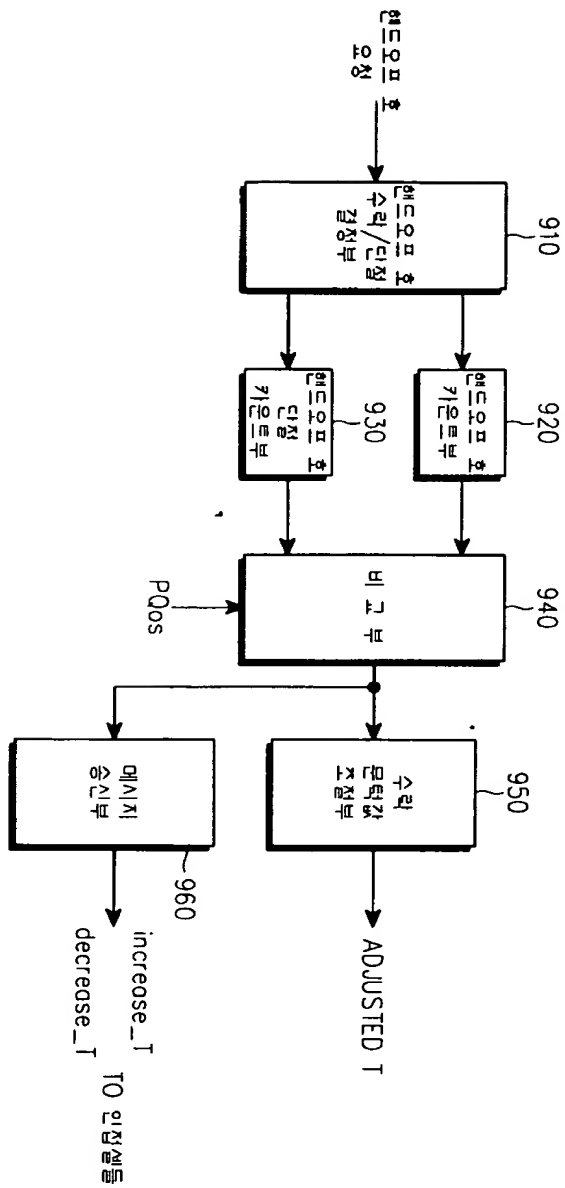 핸드오프 호
요청
910
핸드오프 호
수락/단절
결정부
920
핸드오프 호
카운트부
930
핸드오프 호
단절
카운트부
940
비 교 부
PQos
950
수락
문턱값
조절부
ADJUSTED T
960
메시지
송신부
increase_T
decrease_T
TO 인접셀들